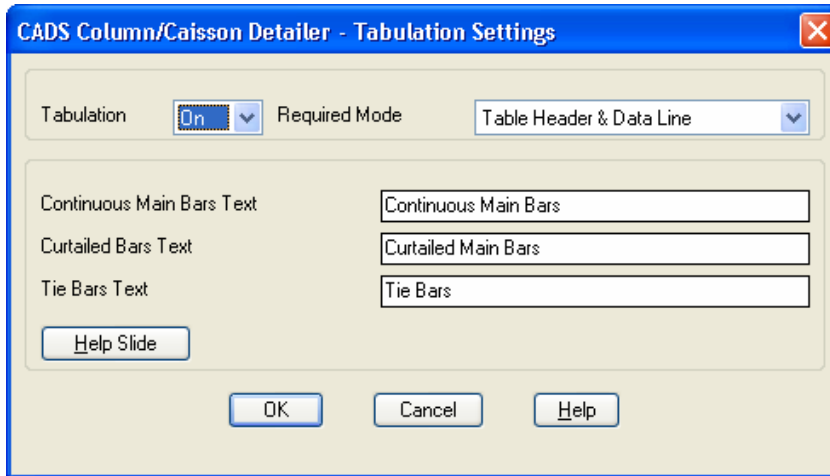 CADS Column/Caisson Detailer - Tabulation Settings
Tabulation On Required Mode Table Header & Data Line
Continuous Main Bars Text Continuous Main Bars
Curtailed Bars Text Curtailed Main Bars
Tie Bars Text Tie Bars
Help Slide
OK Cancel Help